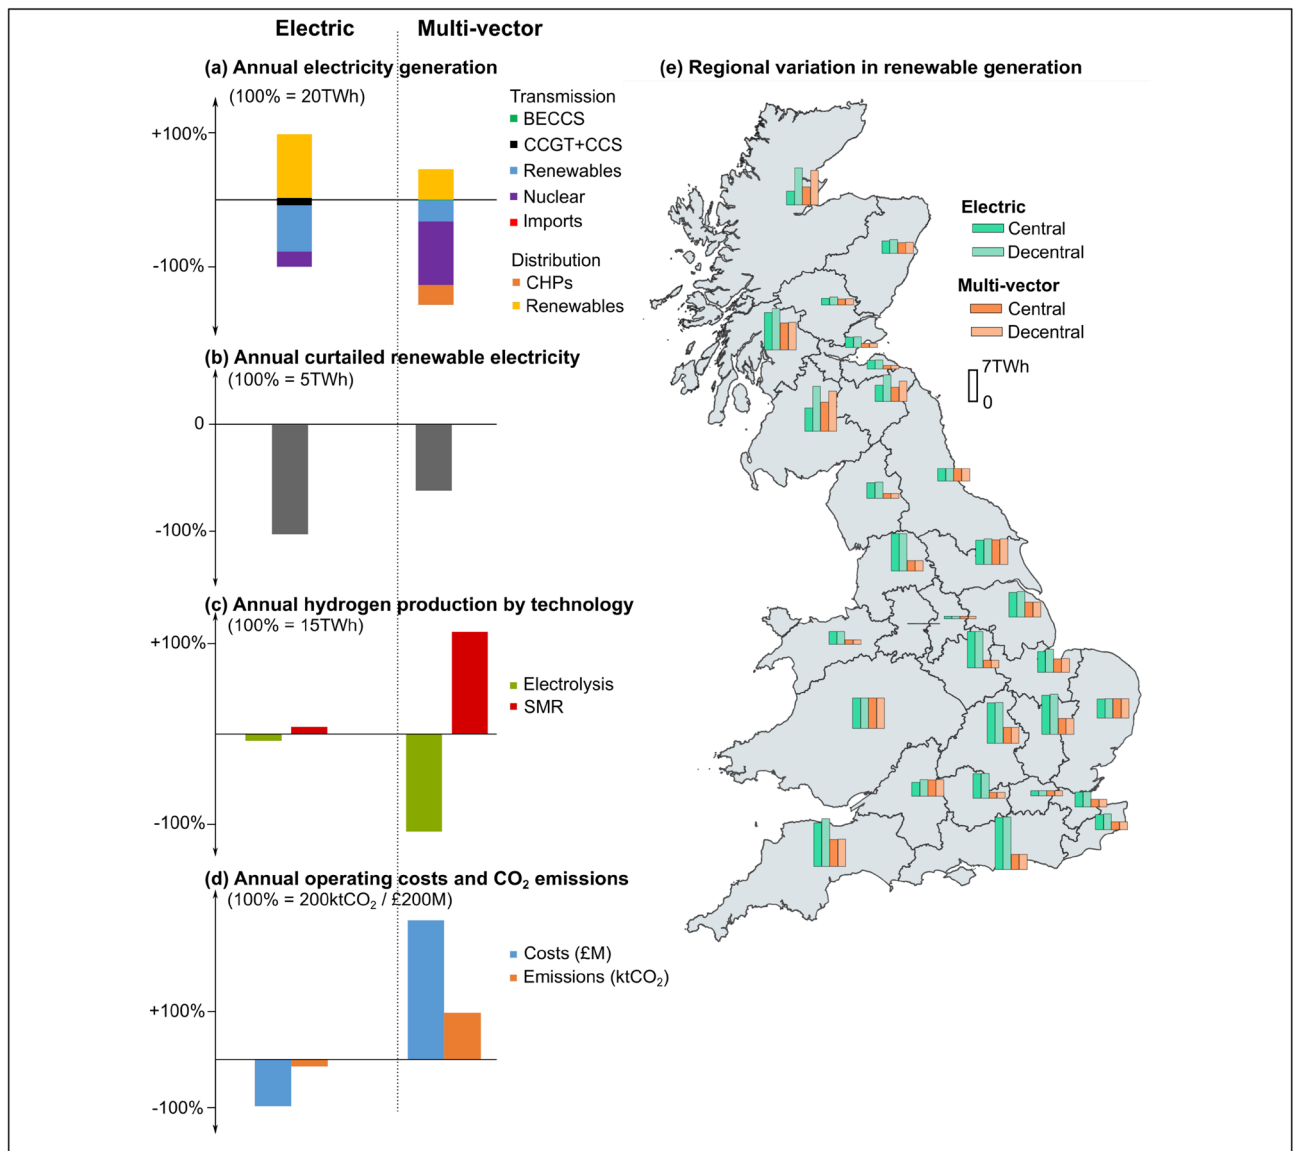 Electric
Multi-vector
(a) Annual electricity generation
(100% = 20TWh)
+100%
-100%
Transmission
BECCS
CCGT+CCS
Renewables
Nuclear
Imports
Distribution
CHPs
Renewables
(b) Annual curtailed renewable electricity
(100% = 5TWh)
0
-100%
(c) Annual hydrogen production by technology
(100% = 15TWh)
+100%
-100%
Electrolysis
SMR
(d) Annual operating costs and CO₂ emissions
(100% = 200ktCO₂ / £200M)
+100%
-100%
Costs (£M)
Emissions (ktCO₂)
(e) Regional variation in renewable generation
Electric
Central
Decentral
Multi-vector
Central
Decentral
7TWh
0